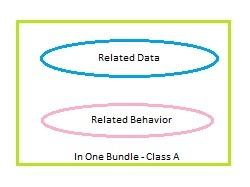 Related Data
Related Behavior
In One Bundle - Class A